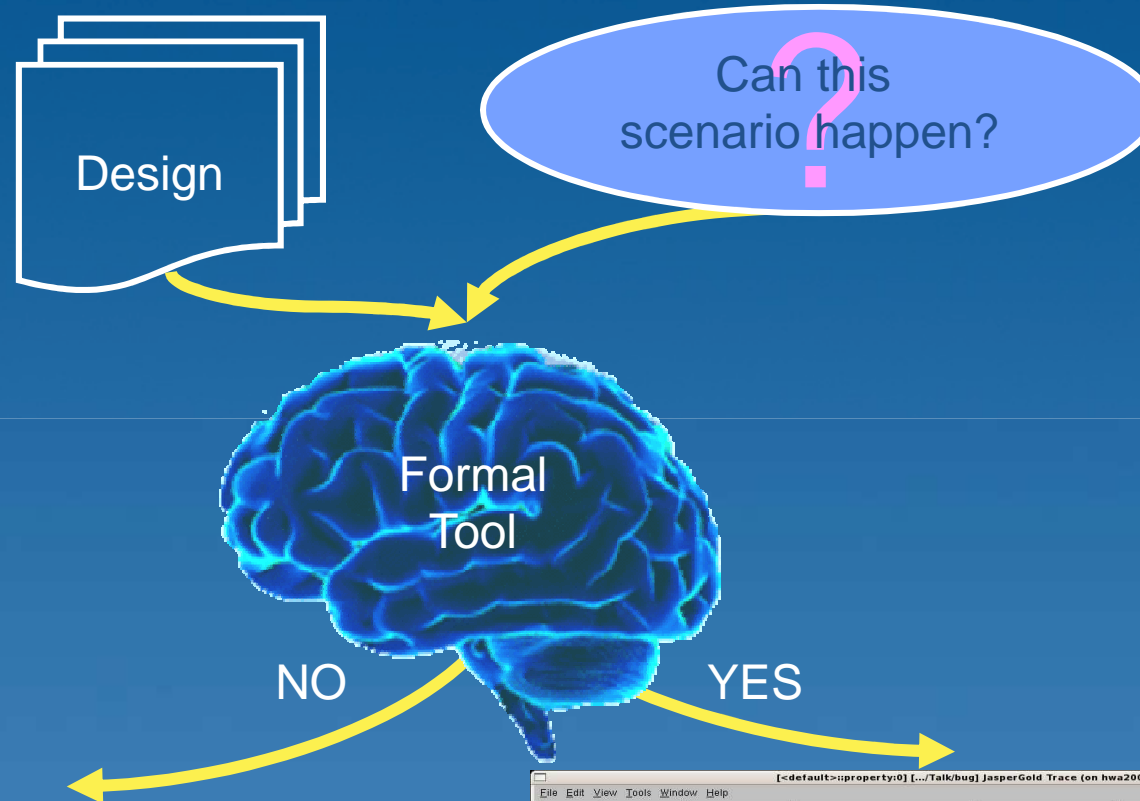 Design
?
Can this
scenario happen?
Formal
Tool
NO
YES
[<default>::property:0] [.../Talk/bug] JasperGold Trace (on hwa200
File Edit View Tools Window Help